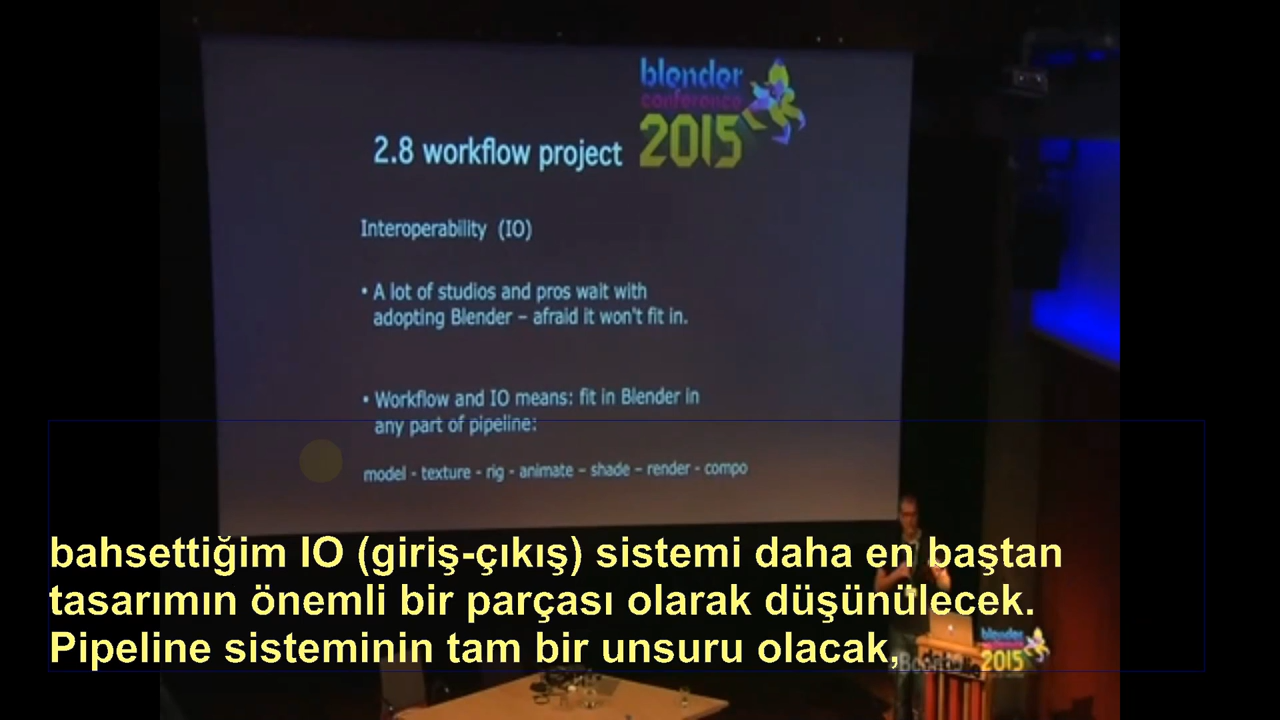 blender
conference
2015
2.8 workflow project
Interoperability (IO)
• A lot of studios and pros wait with
adopting Blender – afraid it won't fit in.
• Workflow and IO means: fit in Blender in
any part of pipeline:
model - texture - rig - animate – shade – render - compo
bahsettiğim IO (giriş-çıkış) sistemi daha en baştan
tasarımın önemli bir parçası olarak düşünülecek.
Pipeline sisteminin tam bir unsuru olacak,
blender
2015